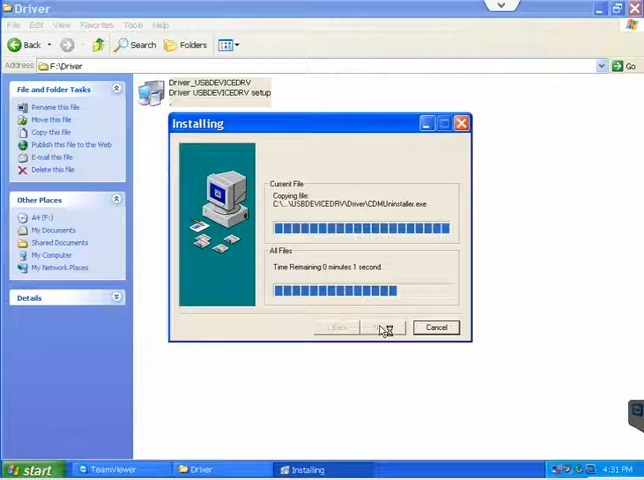 Driver
File Edit View Favorites Tools Help
Back Search Folders
Address F:\Driver Go
File and Folder Tasks
Rename this file
Move this file
Copy this file
Publish this file to the Web
E-mail this file
Delete this file
Other Places
A4 (F:)
My Documents
Shared Documents
My Computer
My Network Places
Details
Driver_USBDEVICEDRV
Driver USBDEVICEDRV setup
Installing
Current File
Copying file:
C:\...\USBDEVICEDRV\Driver\CDMUninstaller.exe
All Files
Time Remaining 0 minutes 1 second
< Back
Cancel
start TeamViewer Driver Installing 4:31 PM